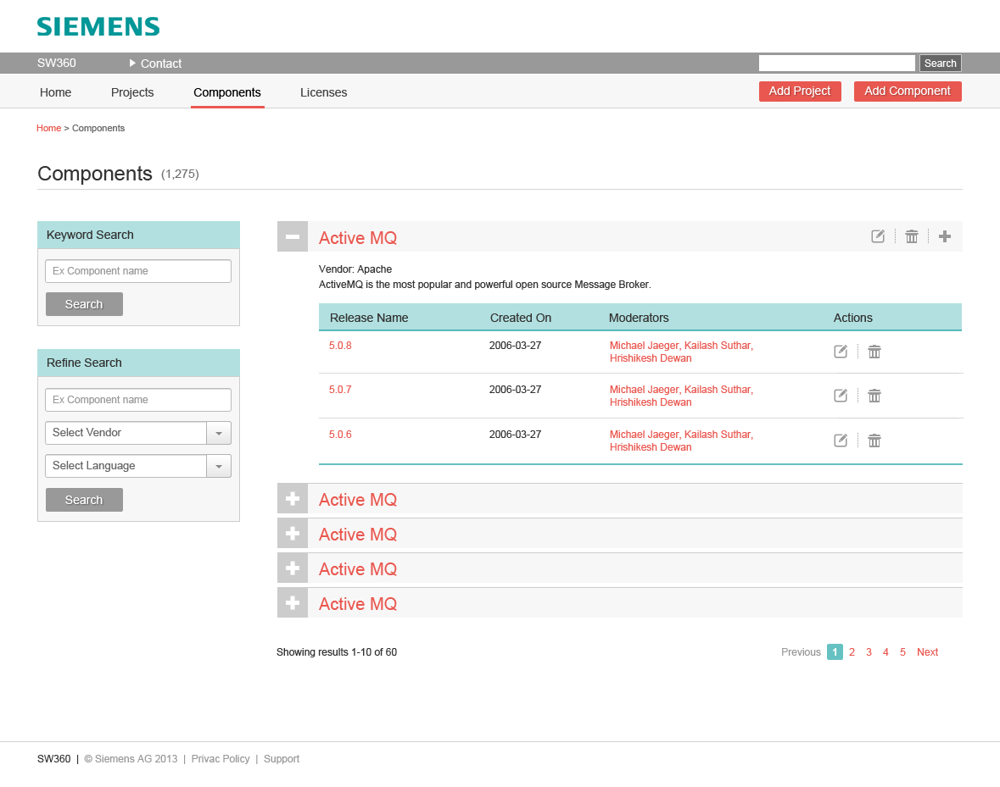 SIEMENS
SW360 Contact Search
Home Projects Components Licenses Add Project Add Component
Home > Components
Components (1,275)
Keyword Search
Ex Component name
Search
Refine Search
Ex Component name
Select Vendor
Select Language
Search
Active MQ
Vendor: Apache
ActiveMQ is the most popular and powerful open source Message Broker.
Release Name Created On Moderators Actions
5.0.8 2006-03-27 Michael Jaeger, Kailash Suthar,
Hrishikesh Dewan
5.0.7 2006-03-27 Michael Jaeger, Kailash Suthar,
Hrishikesh Dewan
5.0.6 2006-03-27 Michael Jaeger, Kailash Suthar,
Hrishikesh Dewan
Active MQ
Active MQ
Active MQ
Active MQ
Showing results 1-10 of 60 Previous 1 2 3 4 5 Next
SW360 | © Siemens AG 2013 | Privac Policy | Support